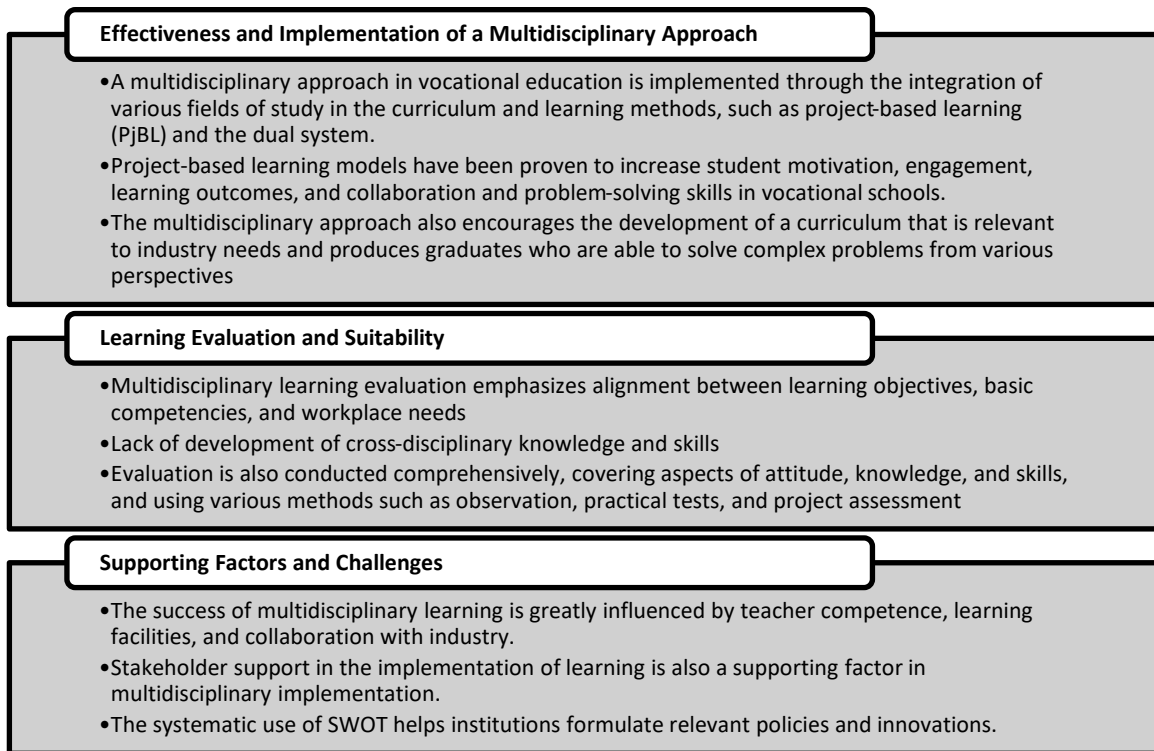 Effectiveness and Implementation of a Multidisciplinary Approach
•A multidisciplinary approach in vocational education is implemented through the integration of
various fields of study in the curriculum and learning methods, such as project-based learning
(PjBL) and the dual system.
•Project-based learning models have been proven to increase student motivation, engagement,
learning outcomes, and collaboration and problem-solving skills in vocational schools.
•The multidisciplinary approach also encourages the development of a curriculum that is relevant
to industry needs and produces graduates who are able to solve complex problems from various
perspectives
Learning Evaluation and Suitability
•Multidisciplinary learning evaluation emphasizes alignment between learning objectives, basic
competencies, and workplace needs
•Lack of development of cross-disciplinary knowledge and skills
•Evaluation is also conducted comprehensively, covering aspects of attitude, knowledge, and skills,
and using various methods such as observation, practical tests, and project assessment
Supporting Factors and Challenges
•The success of multidisciplinary learning is greatly influenced by teacher competence, learning
facilities, and collaboration with industry.
•Stakeholder support in the implementation of learning is also a supporting factor in
multidisciplinary implementation.
•The systematic use of SWOT helps institutions formulate relevant policies and innovations.